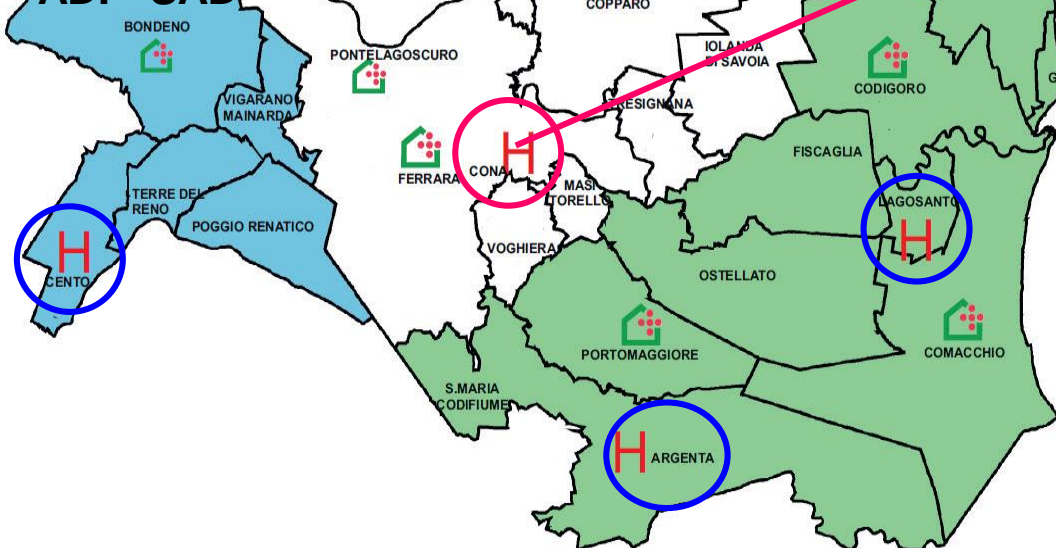 COPPARO
BONDENO
PONTELAGOSCURO
IOLANDA
DI SAVOIA
CODIGORO
VIGARANO
MAINARDA
RESIGNANA
FISCAGLIA
H
CONA
FERRARA
MASI
TORELLO
TERRE DEL
RENO
LAGOSANTO
H
POGGIO RENATICO
VOGHIERA
H
CENTO
OSTELLATO
PORTOMAGGIORE
COMACCHIO
S.MARIA
CODIFIUME
H
ARGENTA